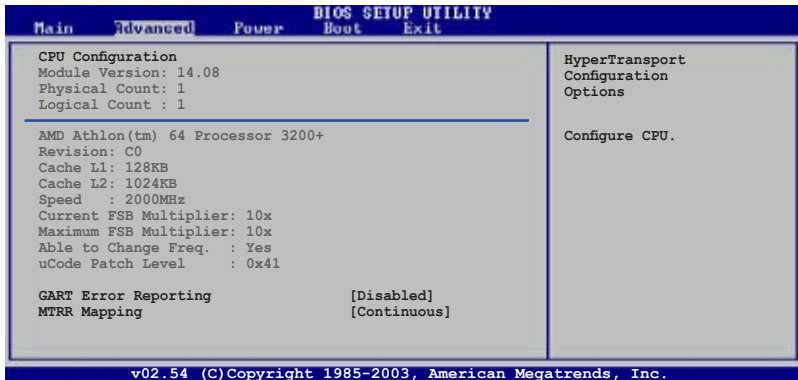 BIOS SETUP UTILITY
Main Advanced Power Boot Exit
CPU Configuration
Module Version: 14.08
Physical Count: 1
Logical Count : 1
AMD Athlon(tm) 64 Processor 3200+
Revision: C0
Cache L1: 128KB
Cache L2: 1024KB
Speed : 2000MHz
Current FSB Multiplier: 10x
Maximum FSB Multiplier: 10x
Able to Change Freq. : Yes
uCode Patch Level : 0x41
GART Error Reporting [Disabled]
MTRR Mapping [Continuous]
HyperTransport
Configuration
Options
Configure CPU.
v02.54 (C)Copyright 1985-2003, American Megatrends, Inc.